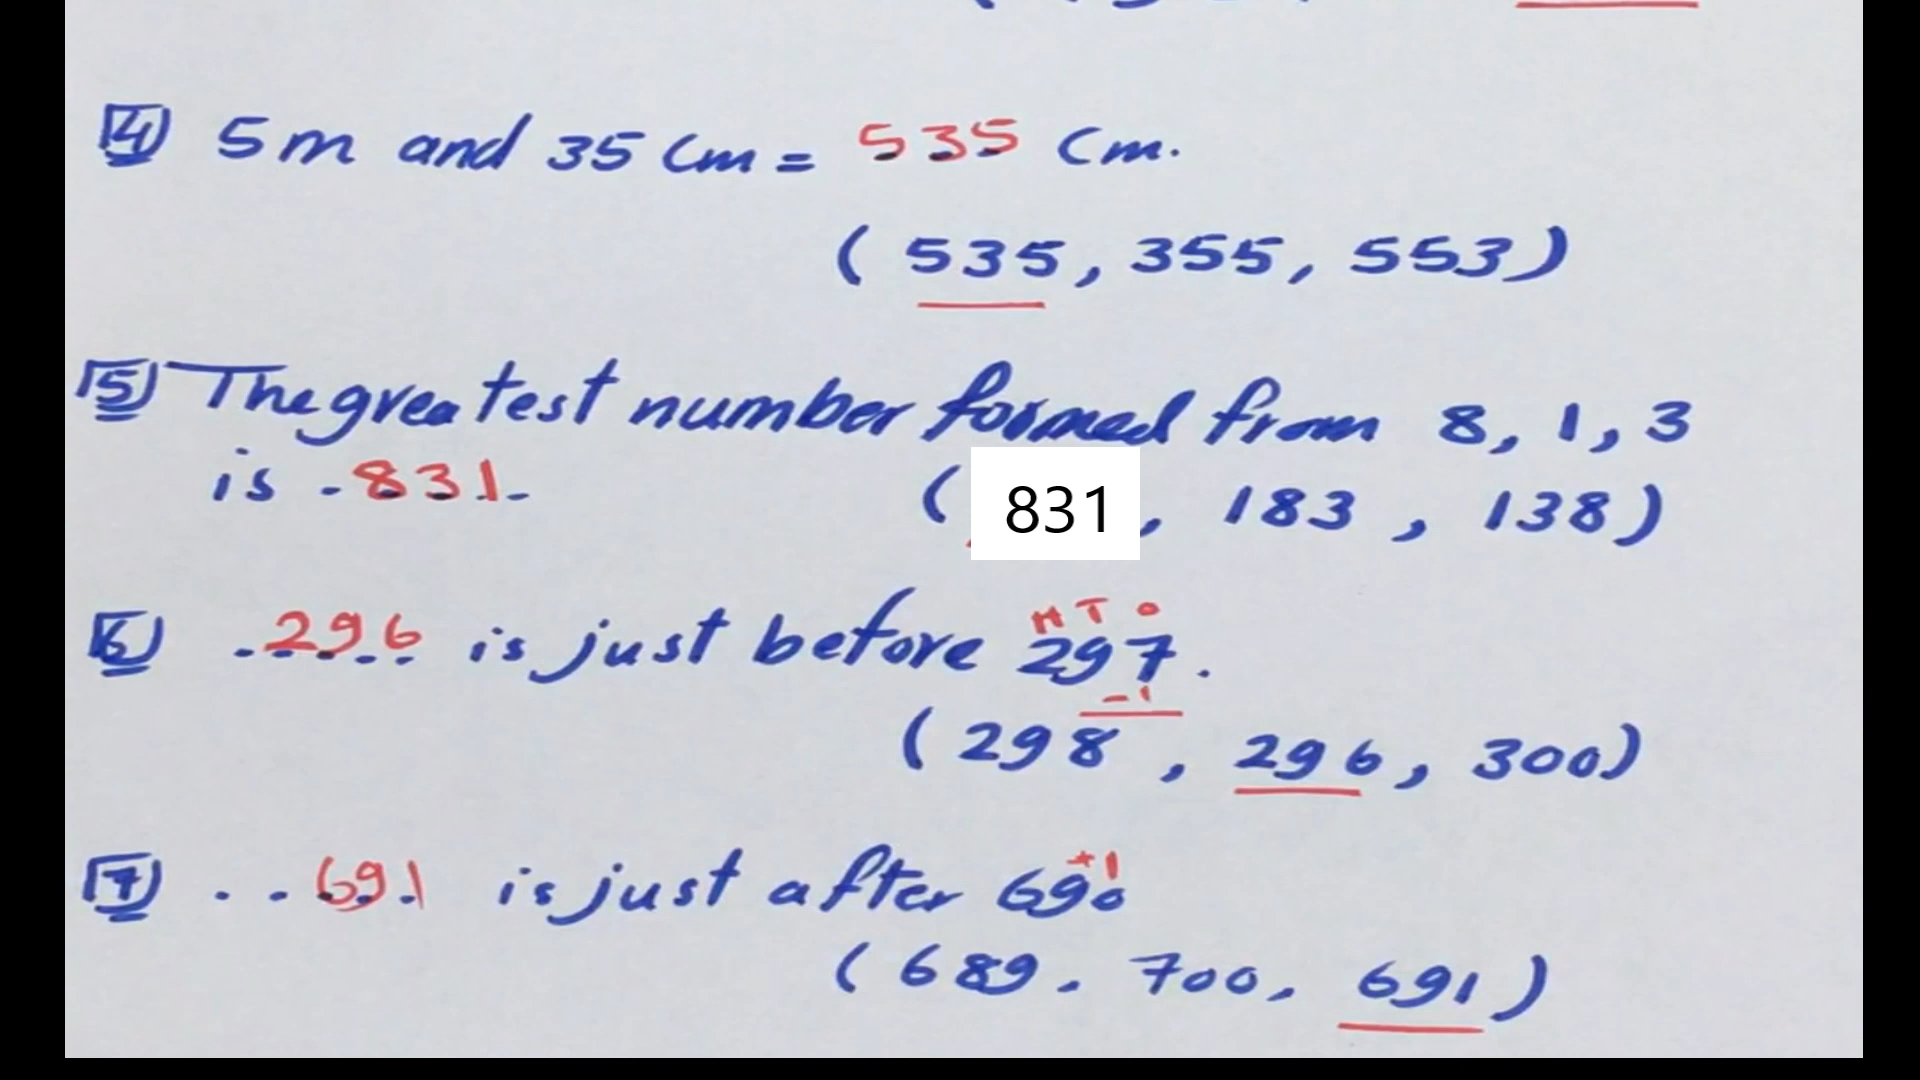 4 5m and 35 Cm = 535 Cm.
( 535, 355, 553 )
5 The greatest number formed from 8, 1, 3
is 831 ( 831, 183, 138 )
H T O
6 296 is just before 297.
-1
( 298, 296, 300 )
+1
7 691 is just after 690
( 689. 700. 691 )